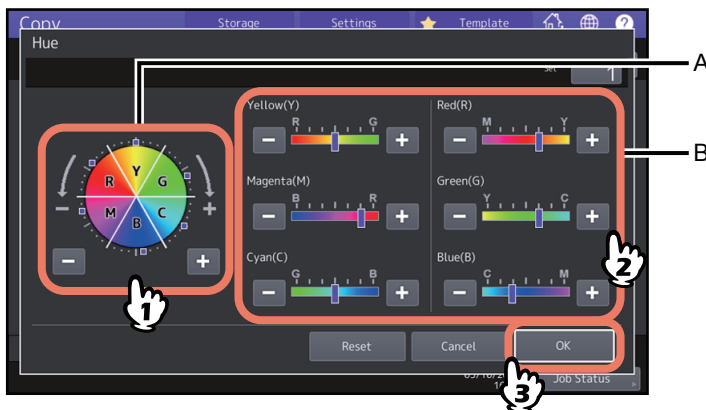 Copy Storage Settings Template ?
Hue
A
Set 1
Yellow(Y)
R G
− +
Red(R)
M Y
− +
B
Y
R G
M C
B
− +
Magenta(M)
B R
− +
Green(G)
Y C
− +
− +
2
Cyan(C)
G B
− +
Blue(B)
C M
− +
1
Reset Cancel OK
3
Job Status